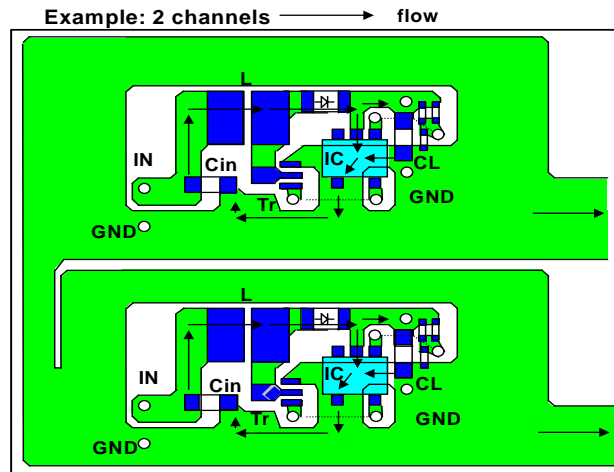 Example: 2 channels flow
L
IC
IN
Cin
CL
Tr
GND
GND
L
IC
IN
Cin
CL
Tr
GND
GND